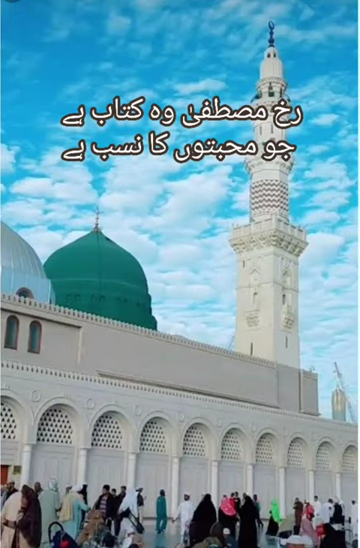 رخ مصطفیٰ وہ کتاب ہے
جو محبتوں کا نسب ہے